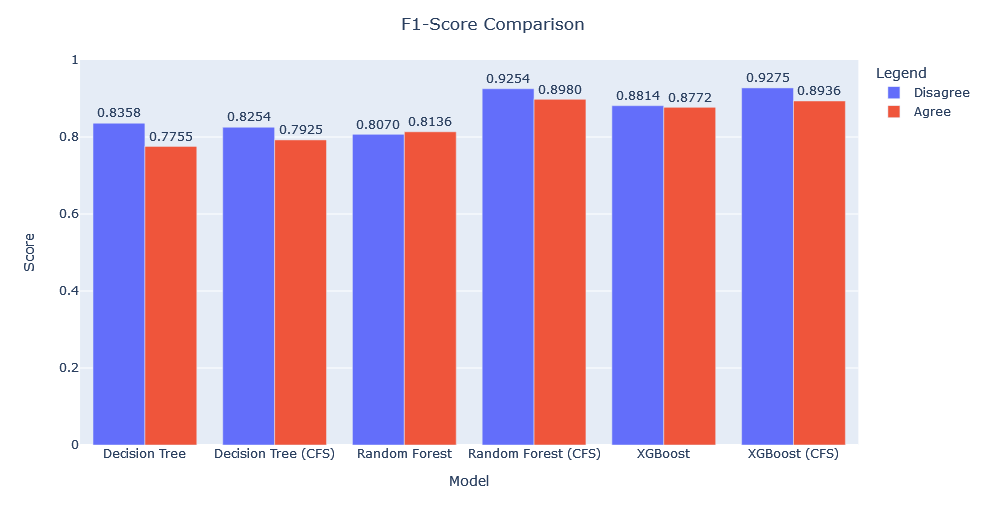 F1-Score Comparison
Legend
Disagree
Agree
Score
1
0.8
0.6
0.4
0.2
0
0.8358
0.7755
0.8254
0.7925
0.8070
0.8136
0.9254
0.8980
0.8814
0.8772
0.9275
0.8936
Decision Tree
Decision Tree (CFS)
Random Forest
Random Forest (CFS)
XGBoost
XGBoost (CFS)
Model